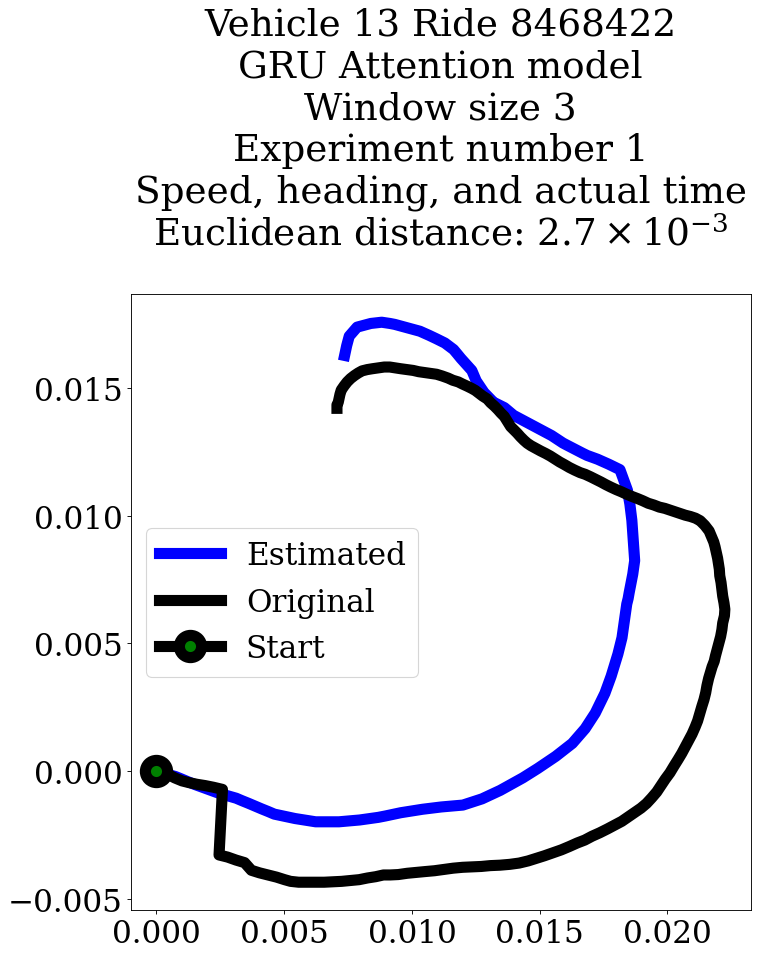 Vehicle 13 Ride 8468422
GRU Attention model
Window size 3
Experiment number 1
Speed, heading, and actual time
Euclidean distance: 2.7 × 10⁻³
0.015
0.010
0.005
0.000
−0.005
Estimated
Original
Start
0.000 0.005 0.010 0.015 0.020